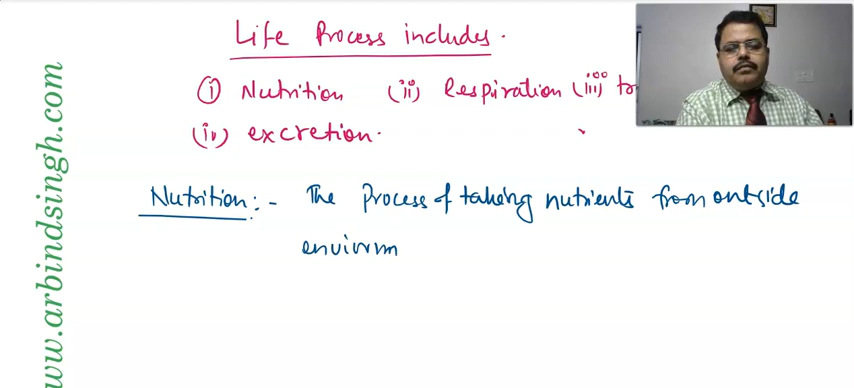 Life Process includes.
(i) Nutrition (ii) Respiration (iii)
(iv) excretion.
Nutrition:- The Process of taking nutrients from outside
envirnm
www.arbindsingh.com